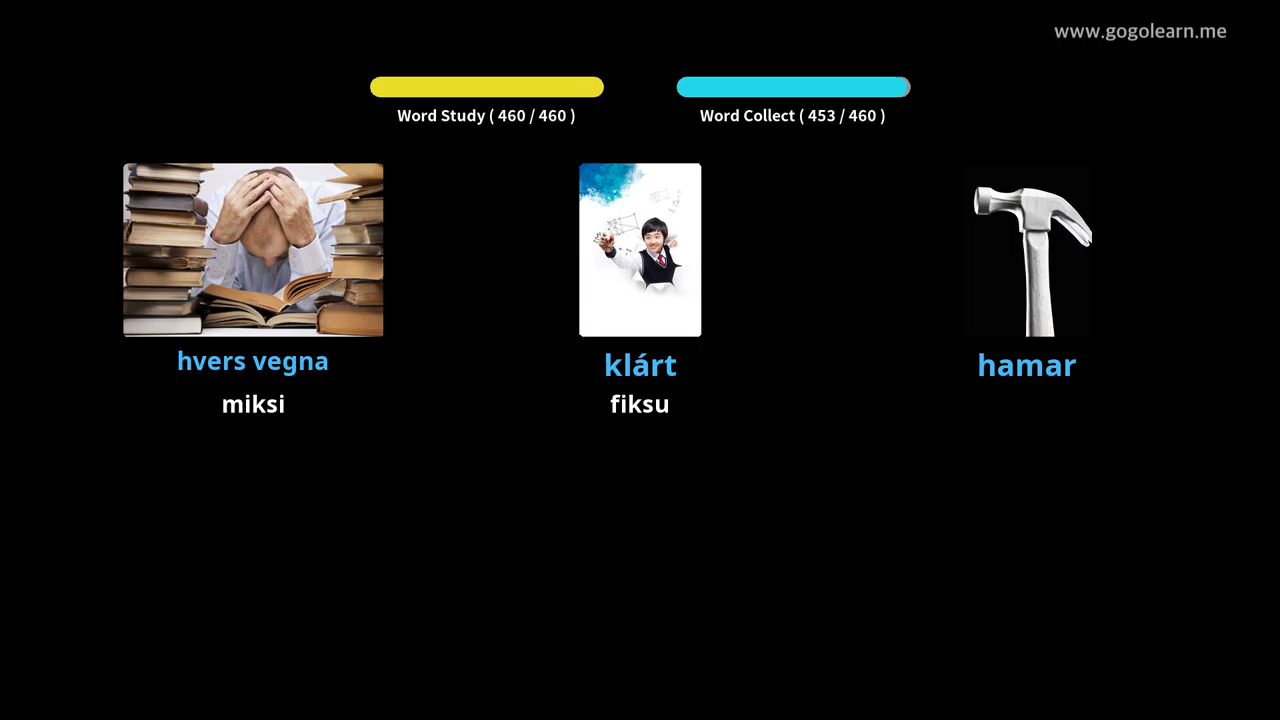 www.gogolearn.me
Word Study ( 460 / 460 )
Word Collect ( 453 / 460 )
hvers vegna
klárt
hamar
miksi
fiksu